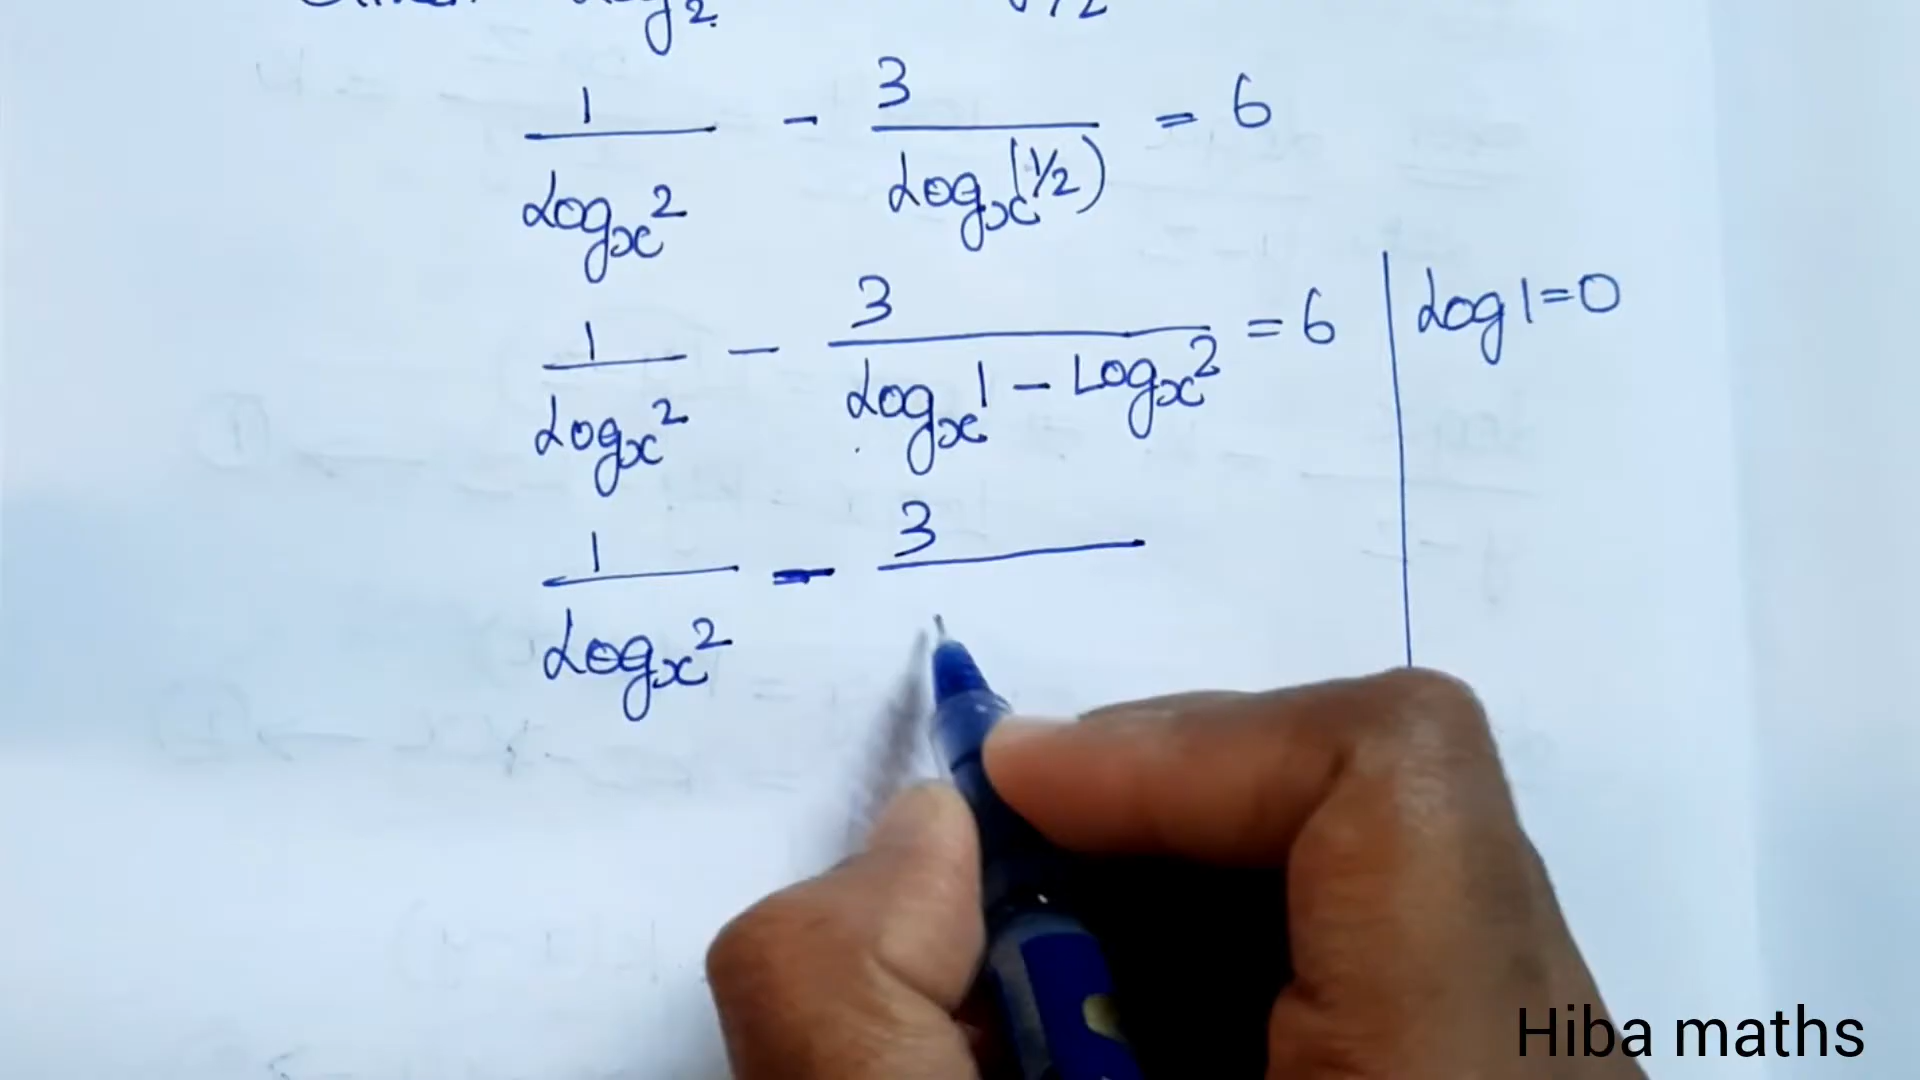 1/Log_x 2 - 3/Log_x (1/2) = 6
1/Log_x 2 - 3/(Log_x 1 - Log_x 2) = 6
Log 1 = 0
1/Log_x 2 - 3/
Hiba maths